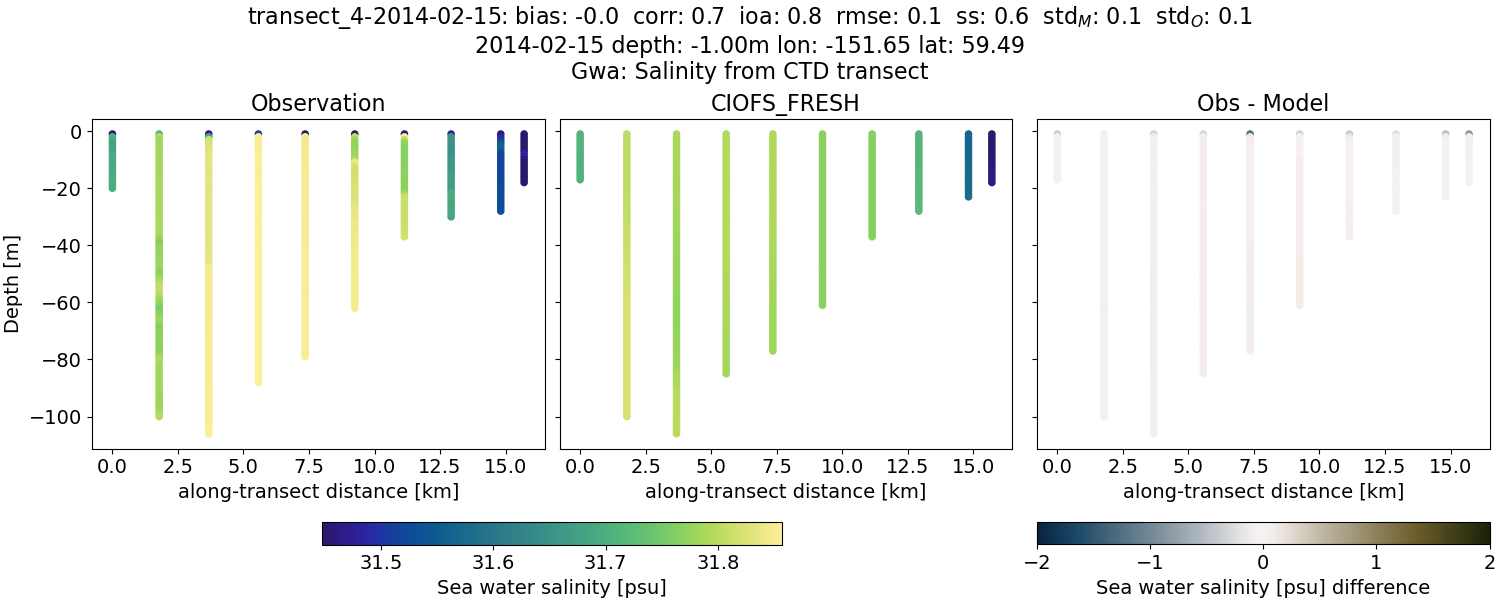 transect_4-2014-02-15: bias: -0.0  corr: 0.7  ioa: 0.8  rmse: 0.1  ss: 0.6  std_M: 0.1  std_O: 0.1
2014-02-15 depth: -1.00m lon: -151.65 lat: 59.49
Gwa: Salinity from CTD transect
Observation
CIOFS_FRESH
Obs - Model
Depth [m]
0
−20
−40
−60
−80
−100
0.0 2.5 5.0 7.5 10.0 12.5 15.0
0.0 2.5 5.0 7.5 10.0 12.5 15.0
0.0 2.5 5.0 7.5 10.0 12.5 15.0
along-transect distance [km]
along-transect distance [km]
along-transect distance [km]
31.5 31.6 31.7 31.8
Sea water salinity [psu]
−2 −1 0 1 2
Sea water salinity [psu] difference